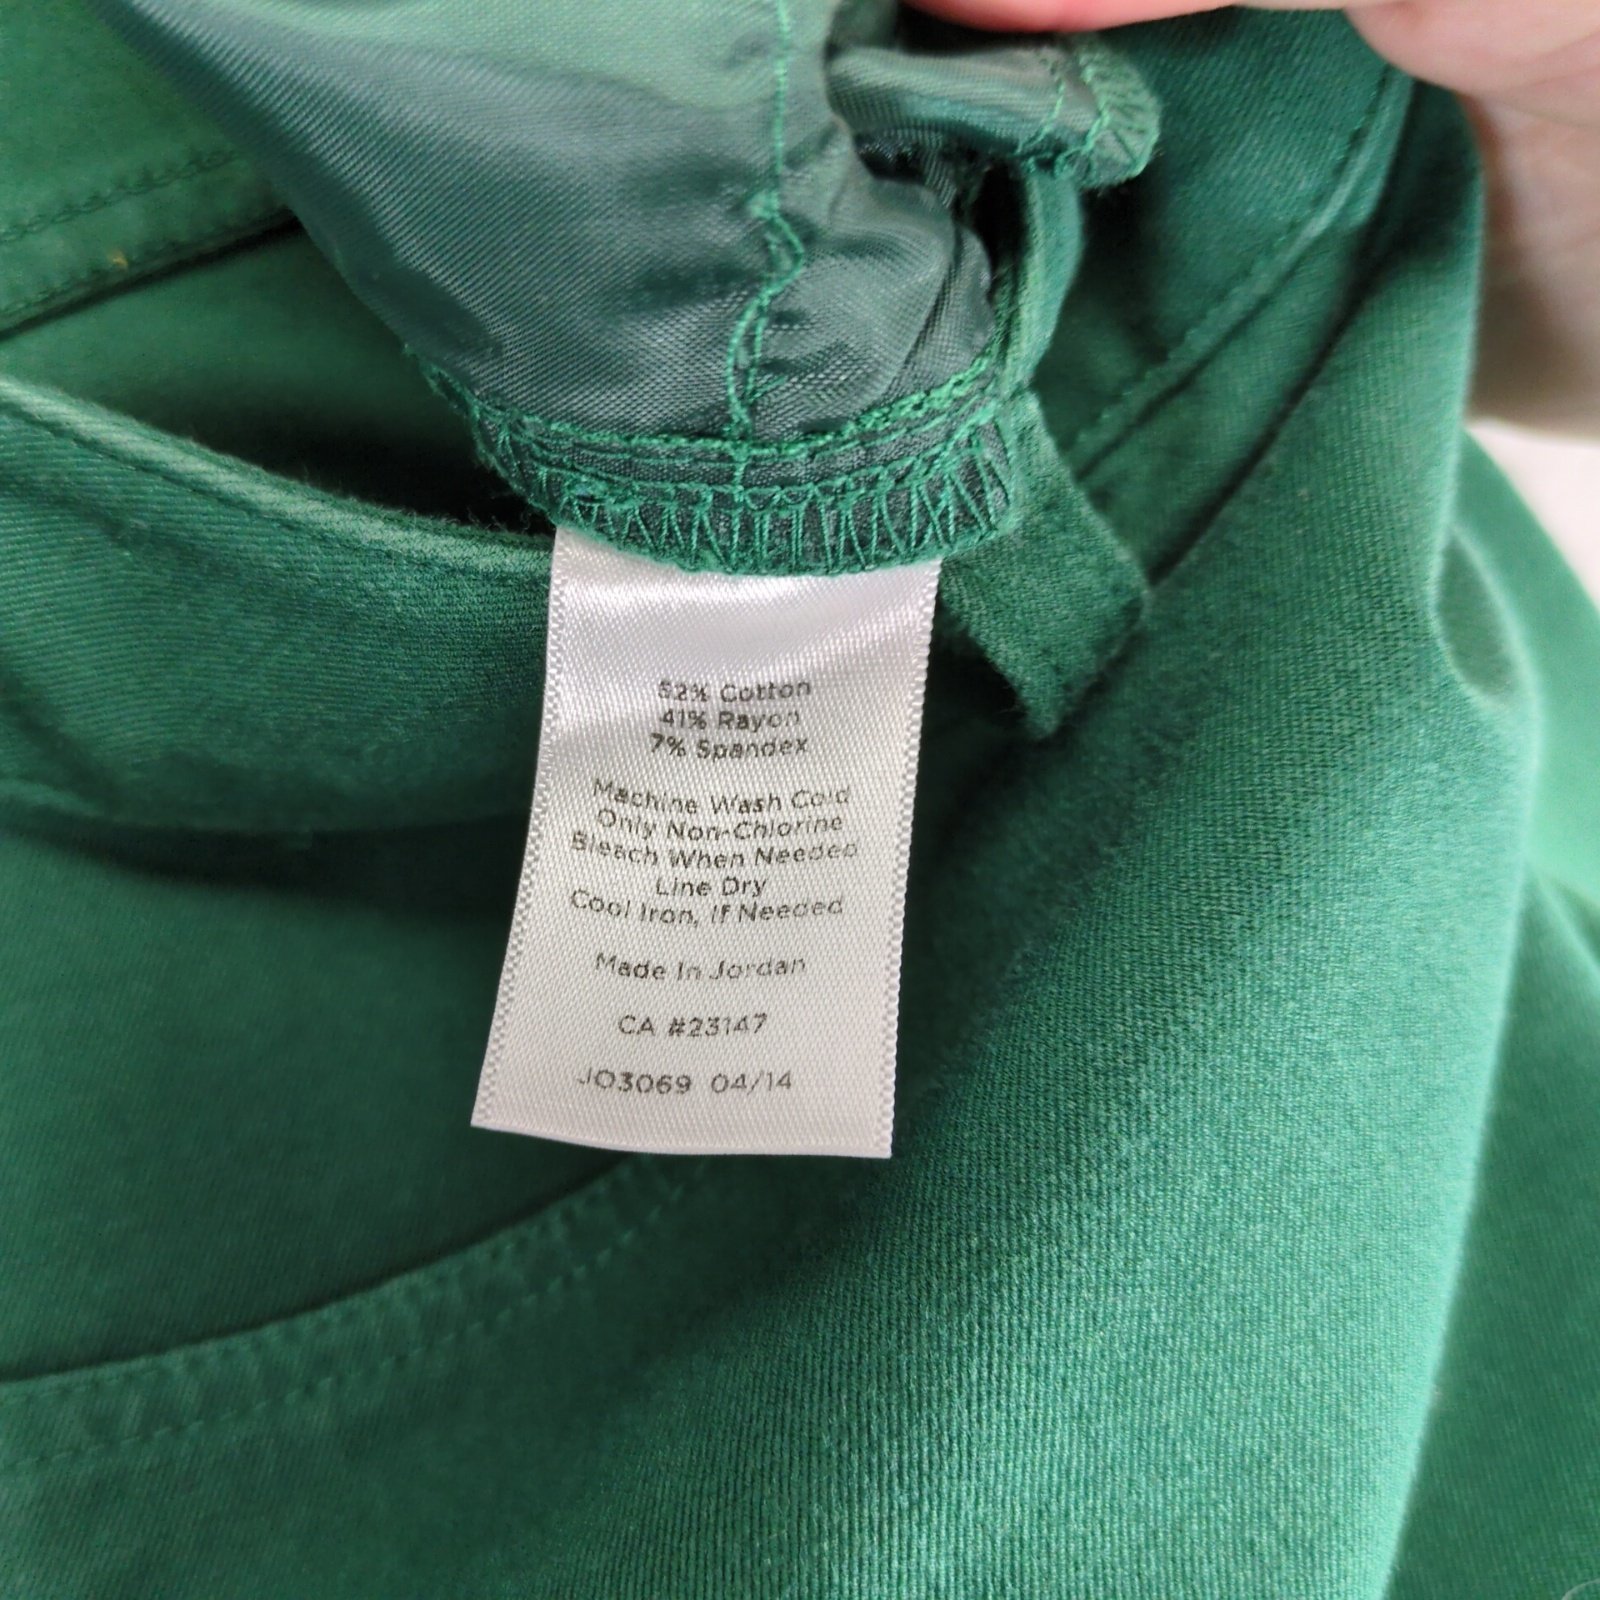 52% Cotton
41% Rayon
7% Spandex
Machine Wash Cold
Only Non-Chlorine
Bleach When Needed
Line Dry
Cool Iron, If Needed
Made In Jordan
CA #23147
JO3069 04/14